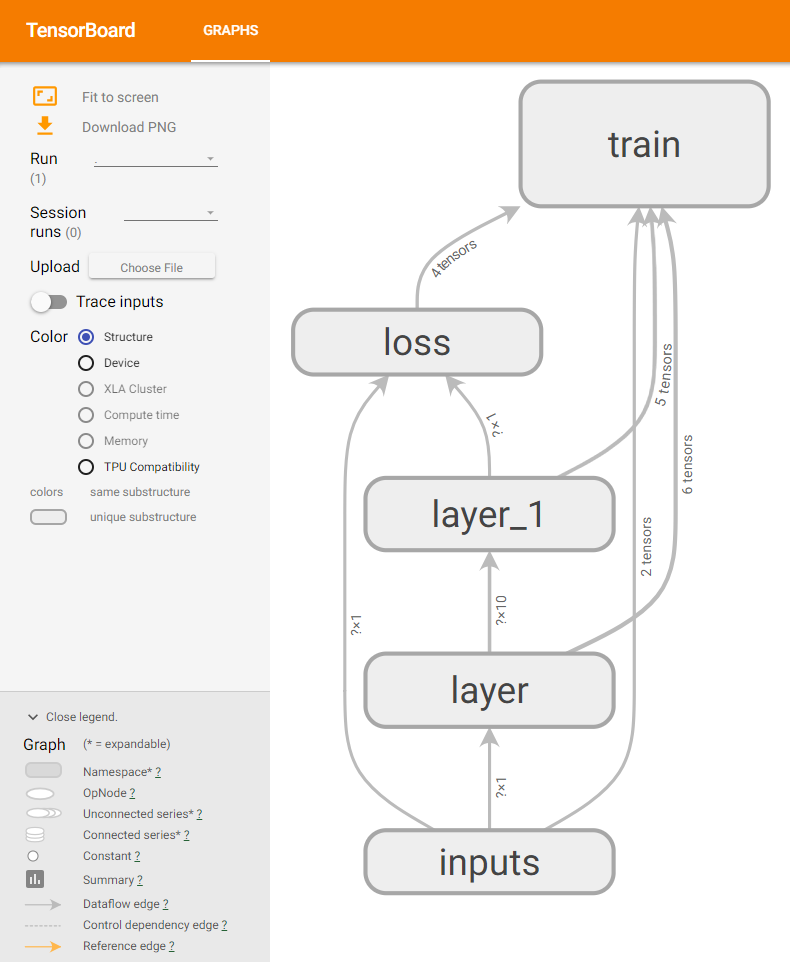 TensorBoard
GRAPHS
Fit to screen
Download PNG
Run
(1)
.
Session
runs (0)
Upload
Choose File
Trace inputs
Color
Structure
Device
XLA Cluster
Compute time
Memory
TPU Compatibility
colors
same substructure
unique substructure
Close legend.
Graph
(* = expandable)
Namespace* ?
OpNode ?
Unconnected series* ?
Connected series* ?
Constant ?
Summary ?
Dataflow edge ?
Control dependency edge ?
Reference edge ?
train
4 tensors
loss
?×1
5 tensors
6 tensors
layer_1
2 tensors
?×10
?×1
layer
?×1
inputs